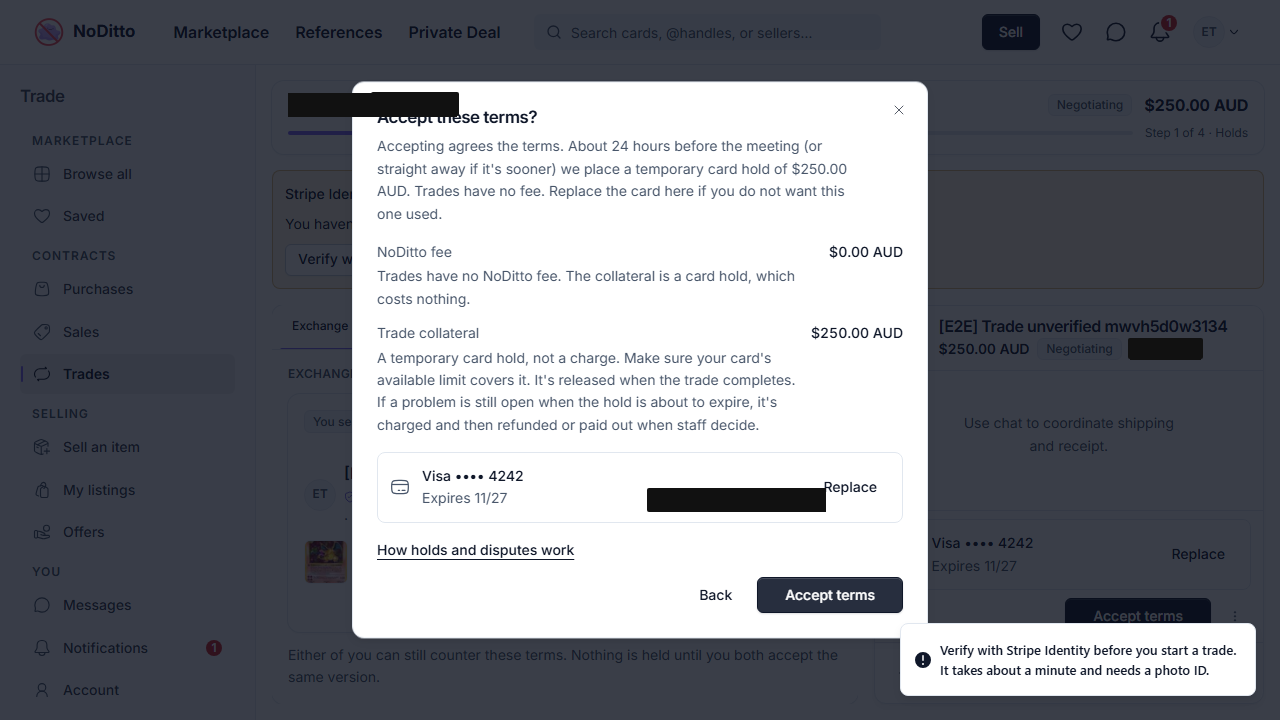 NoDitto
Marketplace
References
Private Deal
Search cards, @handles, or sellers...
Sell
1
ET
Trade
MARKETPLACE
Browse all
Saved
CONTRACTS
Purchases
Sales
Trades
SELLING
Sell an item
My listings
Offers
YOU
Messages
Notifications
1
Account
Negotiating
$250.00 AUD
Step 1 of 4 · Holds
Stripe Iden
You haven
Verify w
Exchange
EXCHANG
You se
ET
Accept these terms?
Accepting agrees the terms. About 24 hours before the meeting (or
straight away if it's sooner) we place a temporary card hold of $250.00
AUD. Trades have no fee. Replace the card here if you do not want this
one used.
NoDitto fee
$0.00 AUD
Trades have no NoDitto fee. The collateral is a card hold, which
costs nothing.
Trade collateral
$250.00 AUD
A temporary card hold, not a charge. Make sure your card's
available limit covers it. It's released when the trade completes.
If a problem is still open when the hold is about to expire, it's
charged and then refunded or paid out when staff decide.
Visa •••• 4242
Expires 11/27
Replace
How holds and disputes work
Back
Accept terms
[E2E] Trade unverified mwvh5d0w3134
$250.00 AUD
Negotiating
Use chat to coordinate shipping
and receipt.
Visa •••• 4242
Expires 11/27
Replace
Accept terms
Either of you can still counter these terms. Nothing is held until you both accept the
same version.
Verify with Stripe Identity before you start a trade.
It takes about a minute and needs a photo ID.